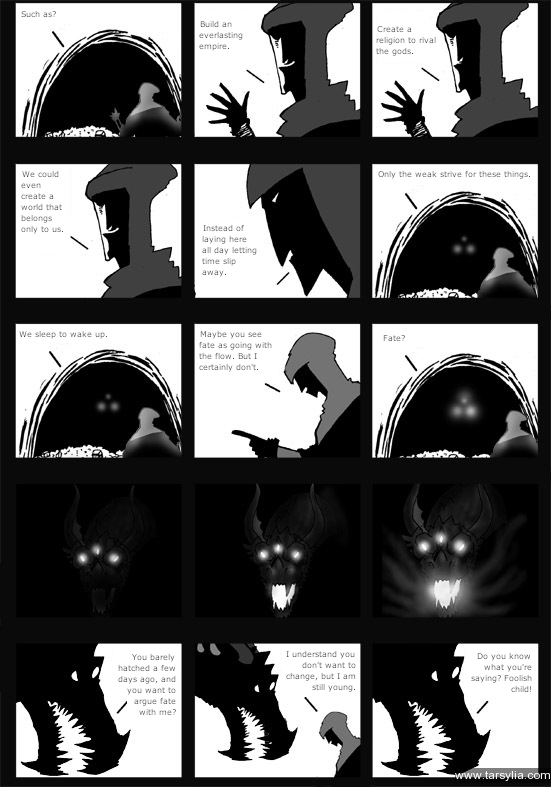 Such as?
Build an
everlasting
empire.
Create a
religion to rival
the gods.
We could
even
create a
world that
belongs
only to us.
Instead of
laying here
all day letting
time slip
away.
Only the weak strive for these things.
We sleep to wake up.
Maybe you see
fate as going with
the flow. But I
certainly don't.
Fate?
You barely
hatched a few
days ago, and
you want to
argue fate
with me?
I understand you
don't want to
change, but I am
still young.
Do you know
what you're
saying? Foolish
child!
www.tarsylia.com